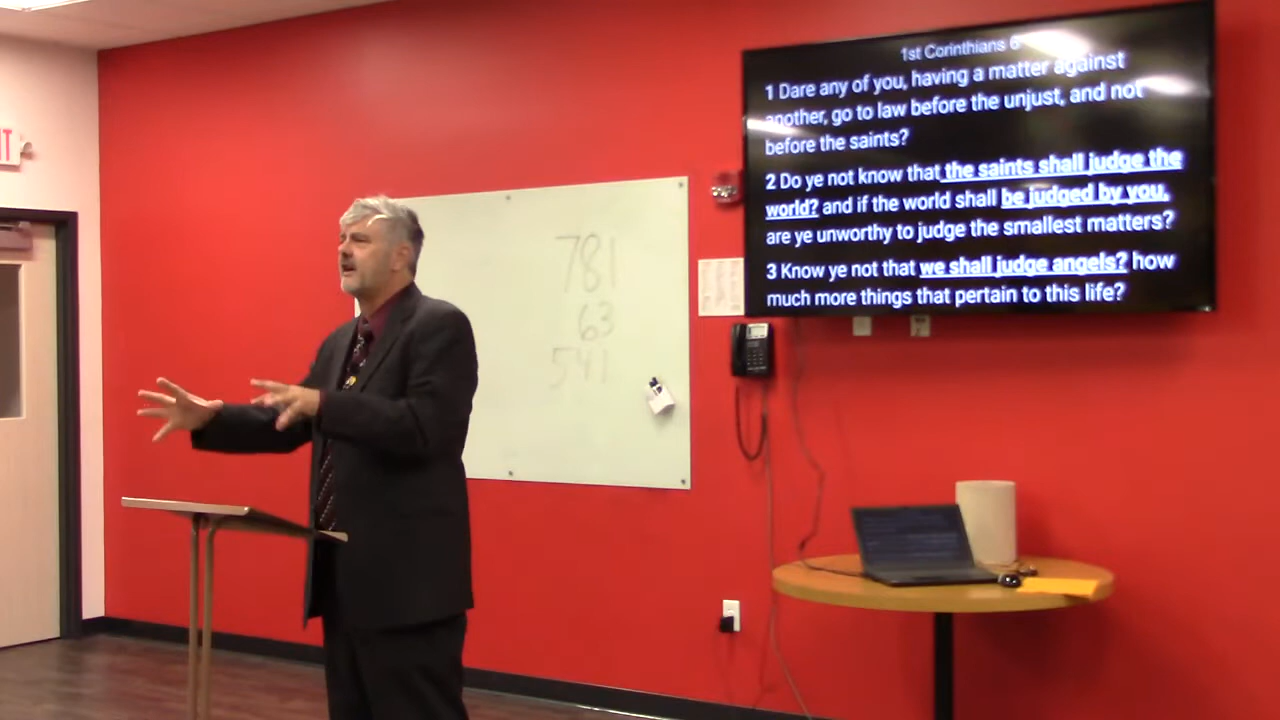 1st Corinthians 6
1 Dare any of you, having a matter against
another, go to law before the unjust, and not
before the saints?
2 Do ye not know that the saints shall judge the
world? and if the world shall be judged by you,
are ye unworthy to judge the smallest matters?
3 Know ye not that we shall judge angels? how
much more things that pertain to this life?
781
63
541
IT